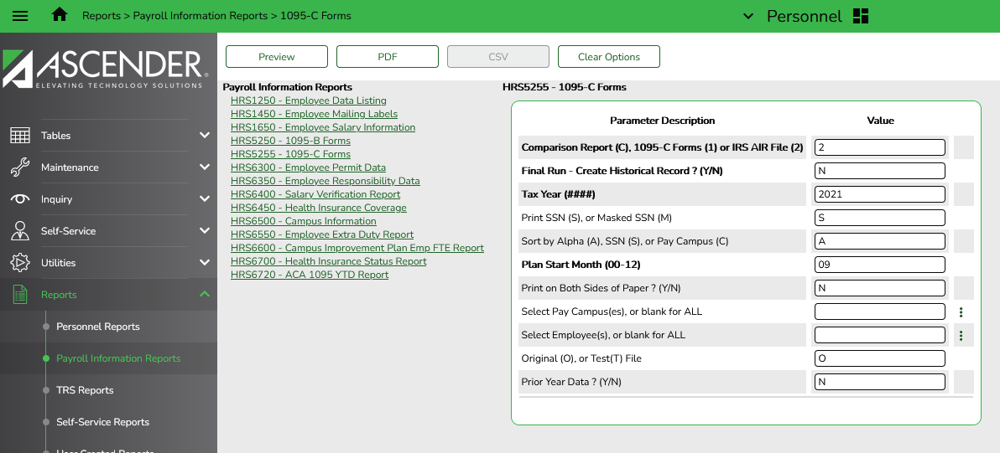 Reports > Payroll Information Reports > 1095-C Forms
Personnel
ASCENDER®
ELEVATING TECHNOLOGY SOLUTIONS
Tables
Maintenance
Inquiry
Self-Service
Utilities
Reports
Personnel Reports
Payroll Information Reports
TRS Reports
Self-Service Reports
User Created Reports
Preview
PDF
CSV
Clear Options
Payroll Information Reports
HRS1250 - Employee Data Listing
HRS1450 - Employee Mailing Labels
HRS1650 - Employee Salary Information
HRS5250 - 1095-B Forms
HRS5255 - 1095-C Forms
HRS6300 - Employee Permit Data
HRS6350 - Employee Responsibility Data
HRS6400 - Salary Verification Report
HRS6450 - Health Insurance Coverage
HRS6500 - Campus Information
HRS6550 - Employee Extra Duty Report
HRS6600 - Campus Improvement Plan Emp FTE Report
HRS6700 - Health Insurance Status Report
HRS6720 - ACA 1095 YTD Report
HRS5255 - 1095-C Forms
Parameter Description Value
Comparison Report (C), 1095-C Forms (1) or IRS AIR File (2) 2
Final Run - Create Historical Record ? (Y/N) N
Tax Year (####) 2021
Print SSN (S), or Masked SSN (M) S
Sort by Alpha (A), SSN (S), or Pay Campus (C) A
Plan Start Month (00-12) 09
Print on Both Sides of Paper ? (Y/N) N
Select Pay Campus(es), or blank for ALL
Select Employee(s), or blank for ALL
Original (O), or Test(T) File O
Prior Year Data ? (Y/N) N